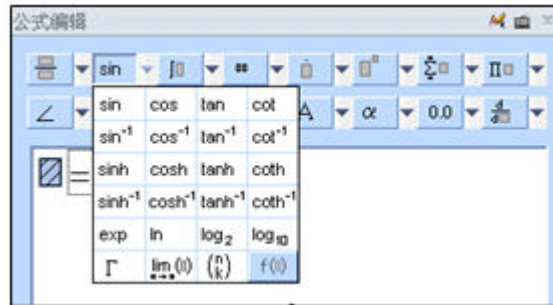 公式编辑
sin ∫▯ ∑▯ ∏▯
∠ α 0.0 d/d
sin cos tan cot
sin⁻¹ cos⁻¹ tan⁻¹ cot⁻¹
sinh cosh tanh coth
sinh⁻¹ cosh⁻¹ tanh⁻¹ coth⁻¹
exp ln log₂ log₁₀
Γ lim(▯) (n k) f(▯)
=